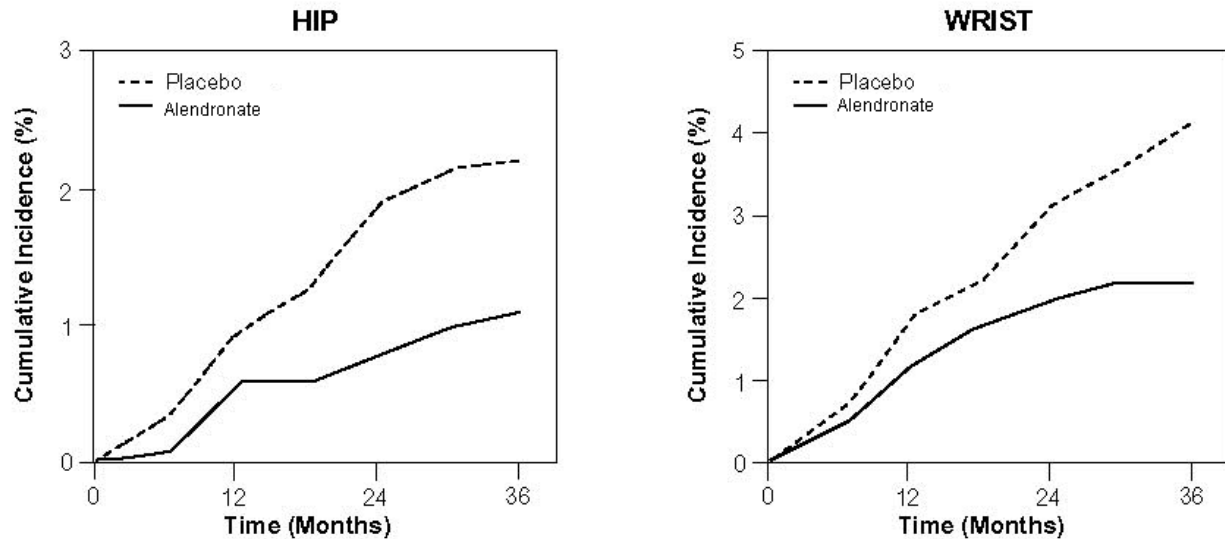 HIP
3
Placebo
Alendronate
2
1
0
Cumulative Incidence (%)
0 12 24 36
Time (Months)
WRIST
5
Placebo
Alendronate
4
3
2
1
0
Cumulative Incidence (%)
0 12 24 36
Time (Months)